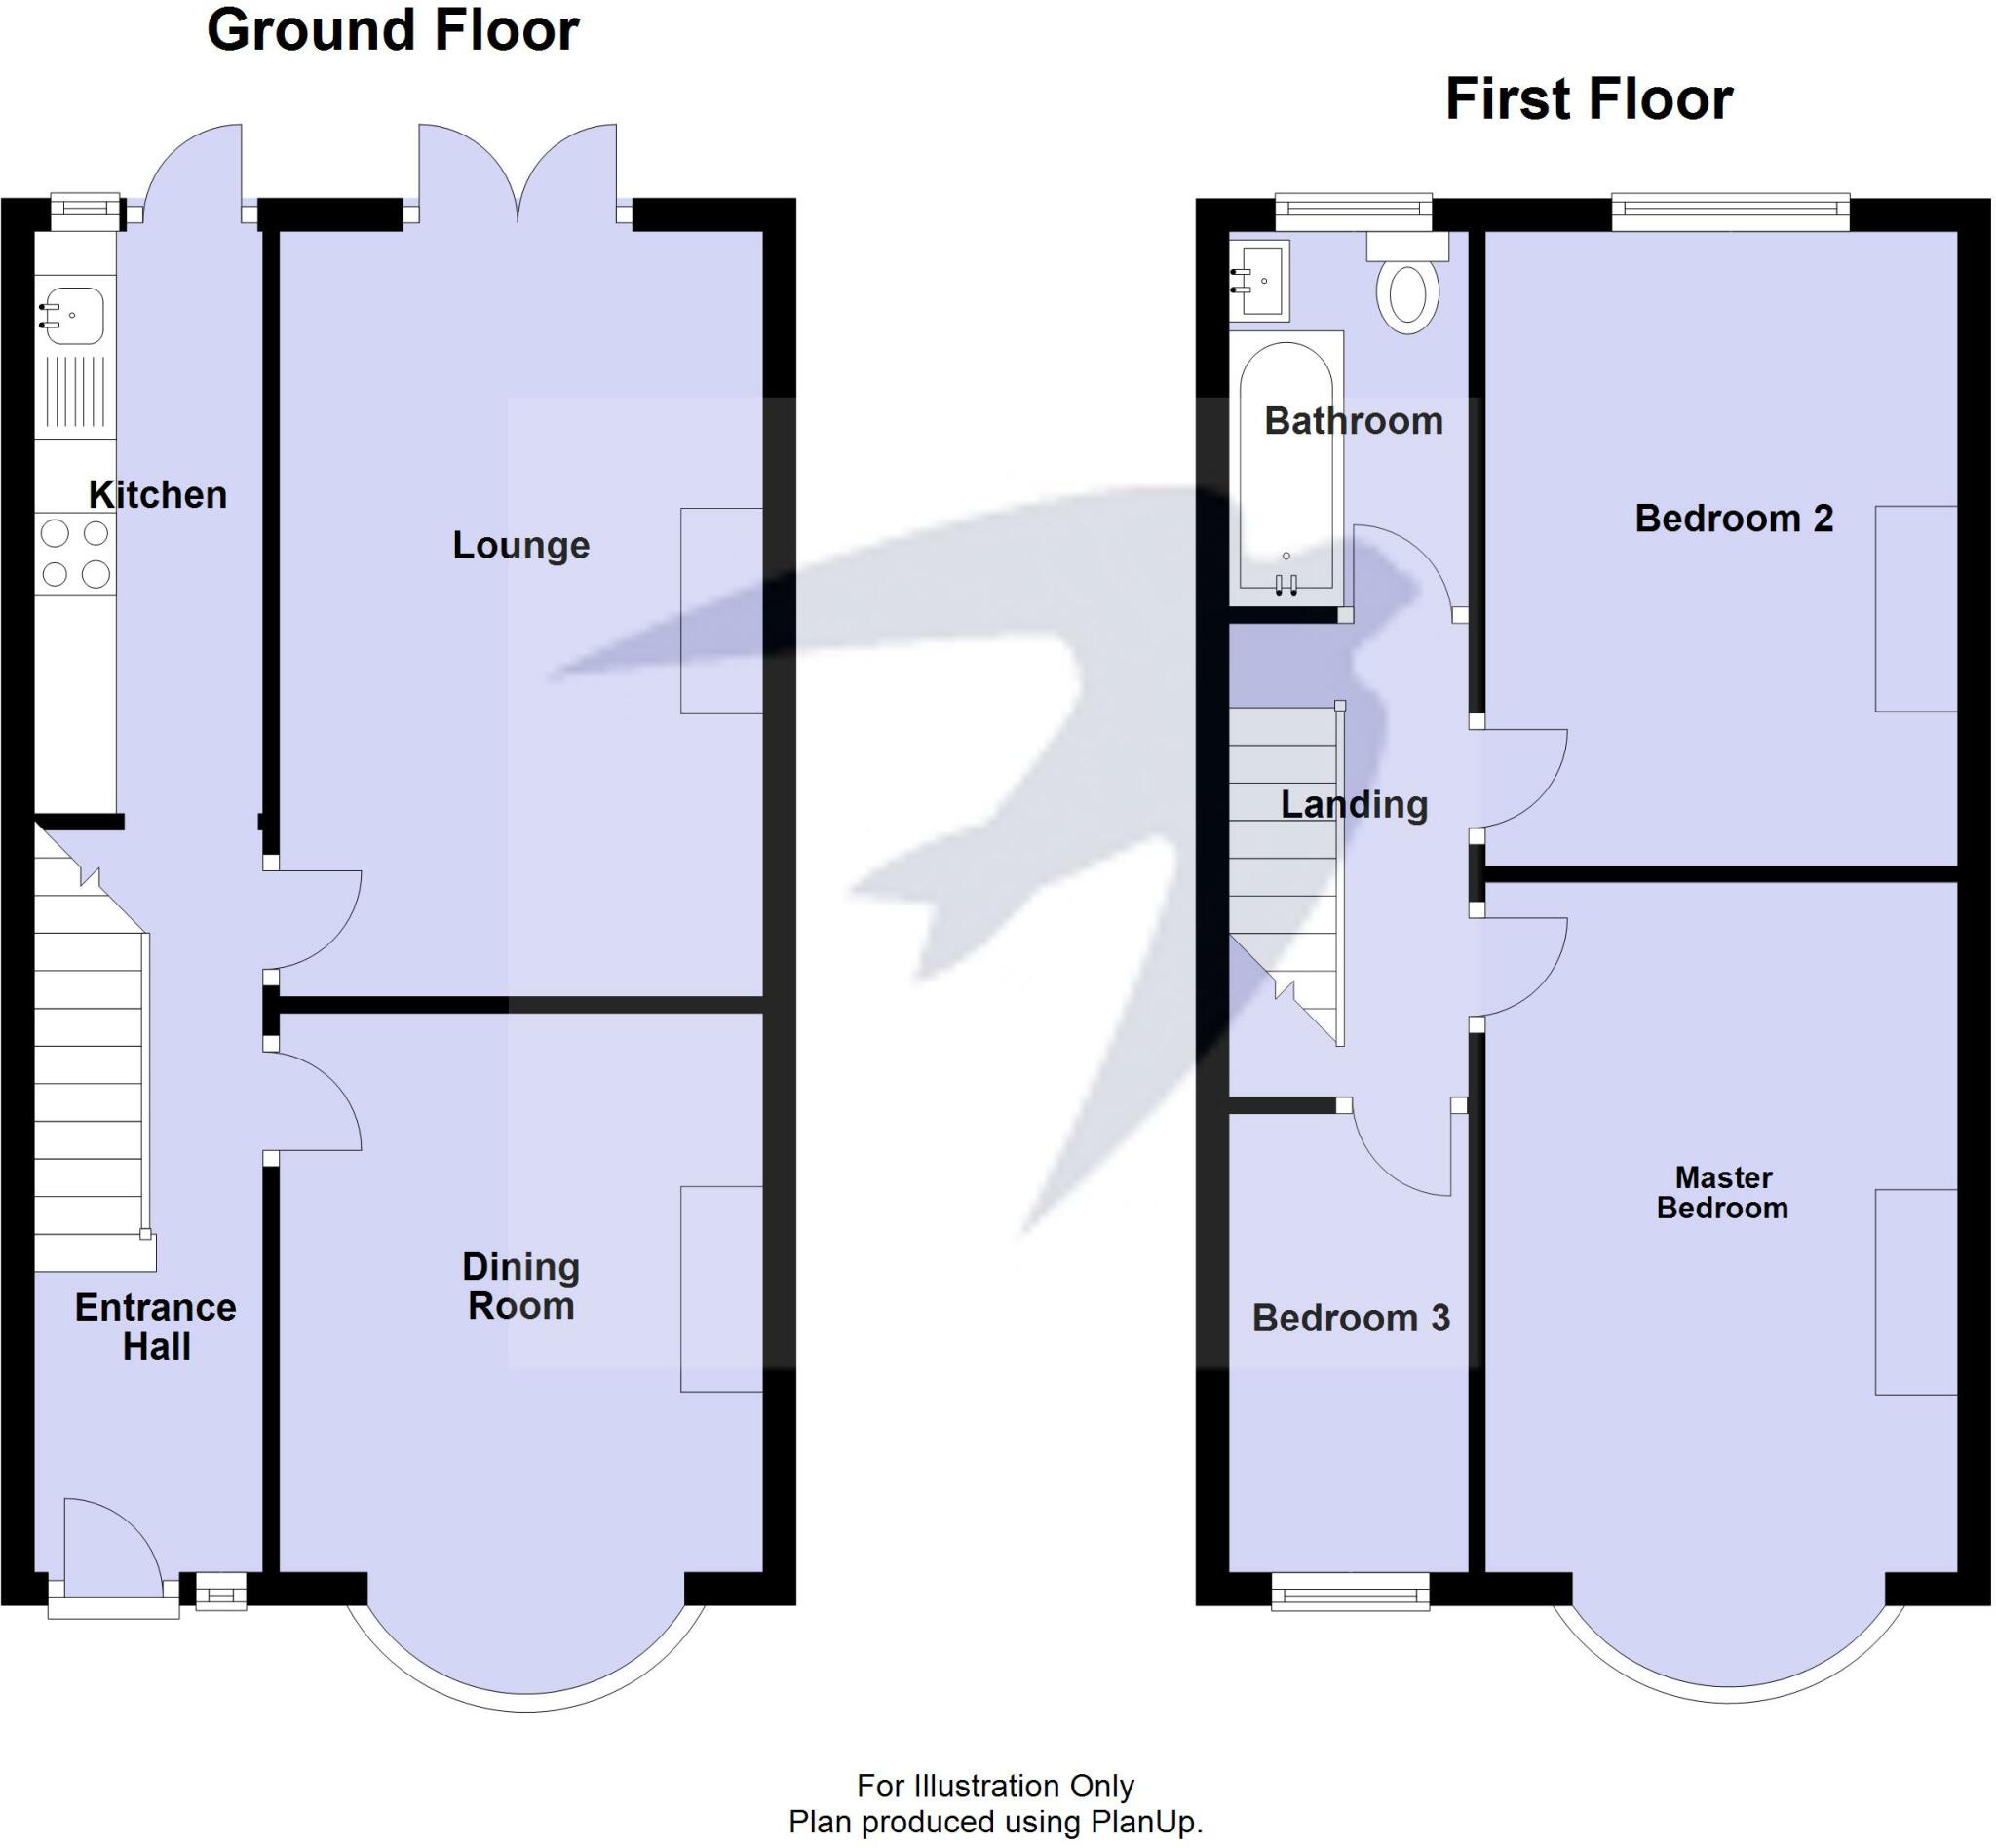 Ground Floor
First Floor
Kitchen
Lounge
Entrance
Hall
Dining
Room
Bathroom
Bedroom 2
Landing
Master
Bedroom
Bedroom 3
For Illustration Only
Plan produced using PlanUp.